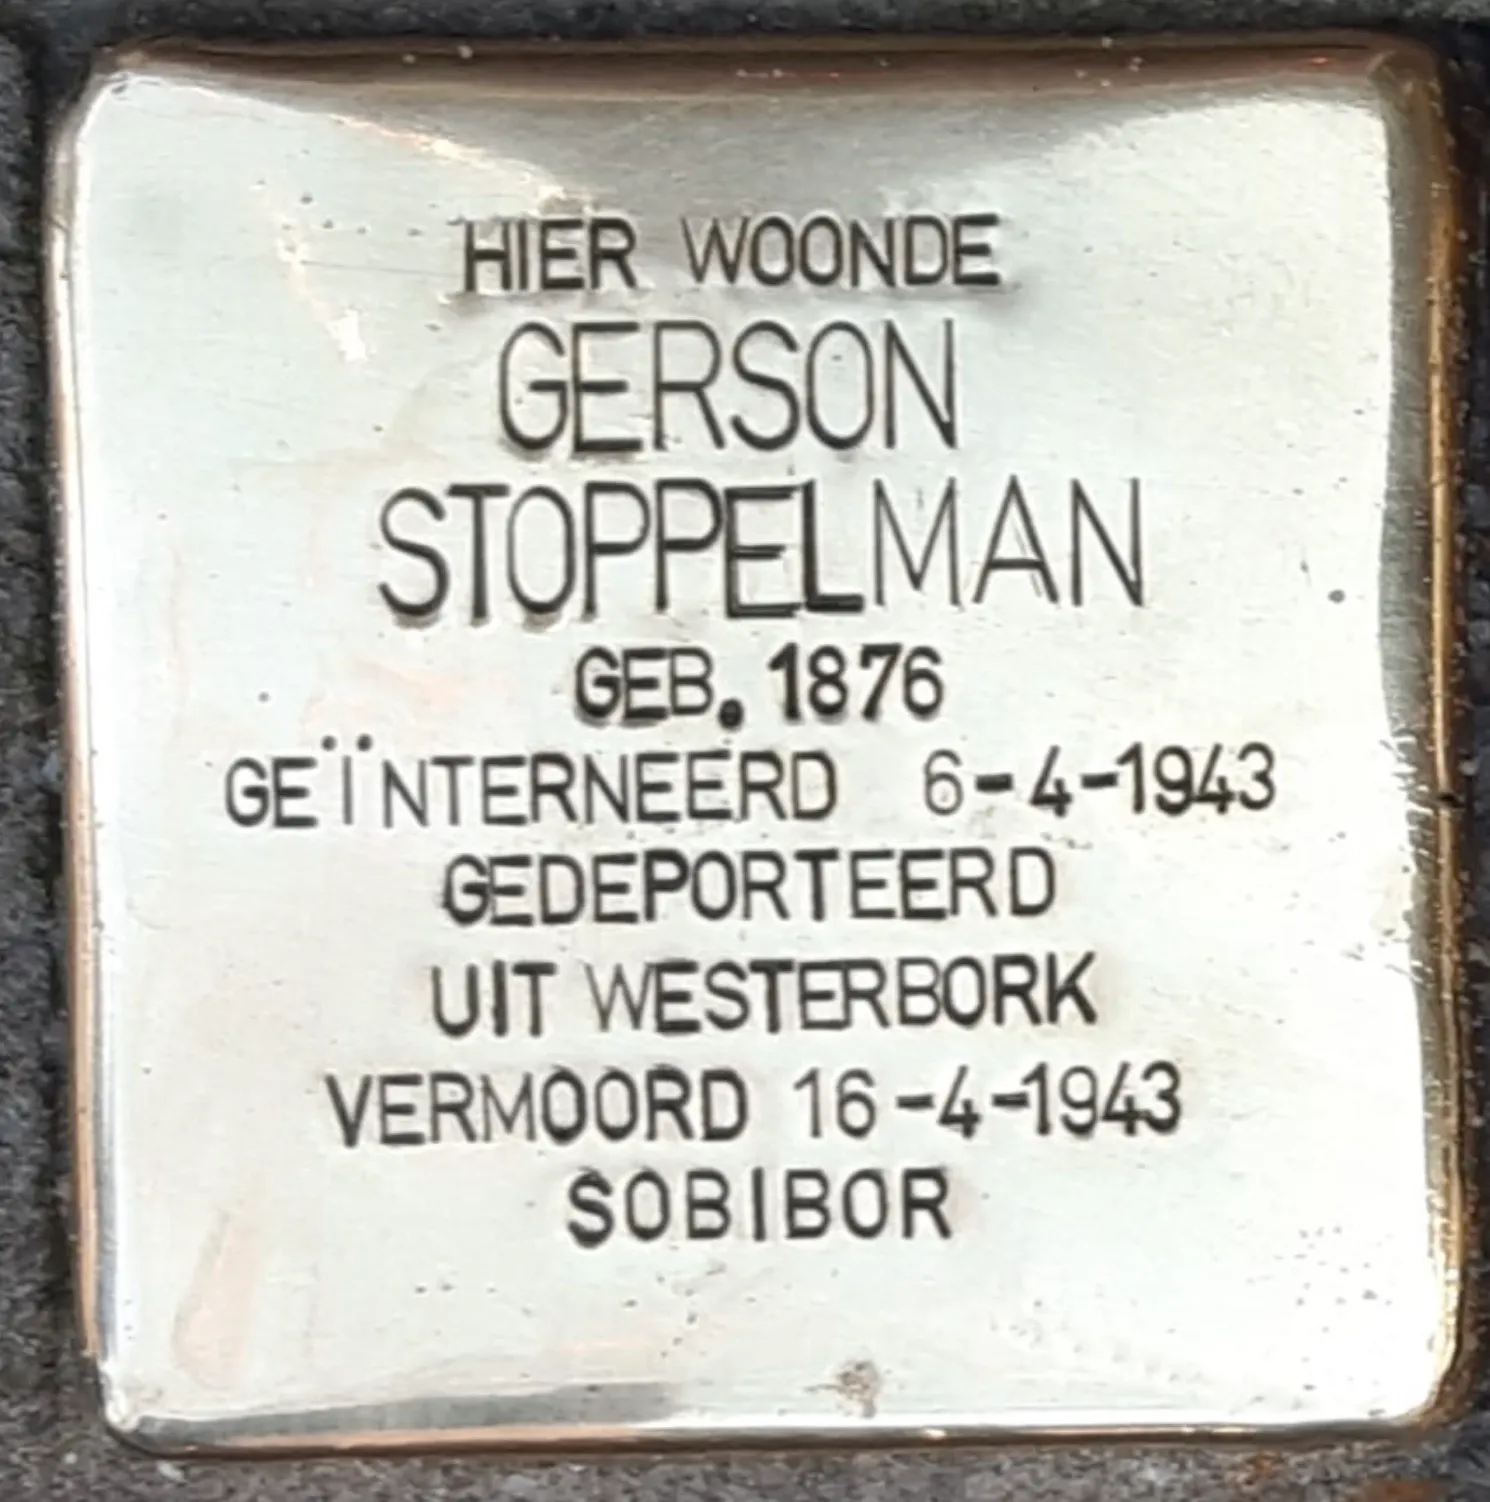 HIER WOONDE
GERSON
STOPPELMAN
GEB. 1876
GEÏNTERNEERD 6-4-1943
GEDEPORTEERD
UIT WESTERBORK
VERMOORD 16-4-1943
SOBIBOR